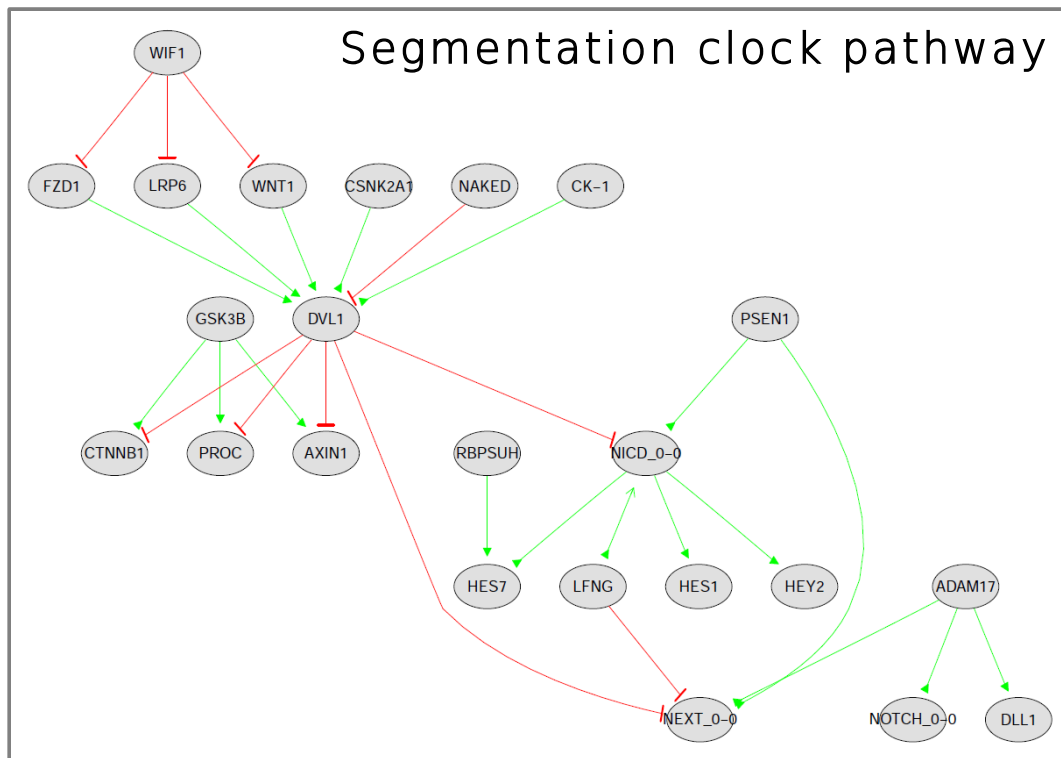 Segmentation clock pathway
WIF1
FZD1 LRP6 WNT1 CSNK2A1 NAKED CK-1
GSK3B DVL1 PSEN1
CTNNB1 PROC AXIN1 RBPSUH NICD_0-0
HES7 LFNG HES1 HEY2 ADAM17
NEXT_0-0 NOTCH_0-0 DLL1